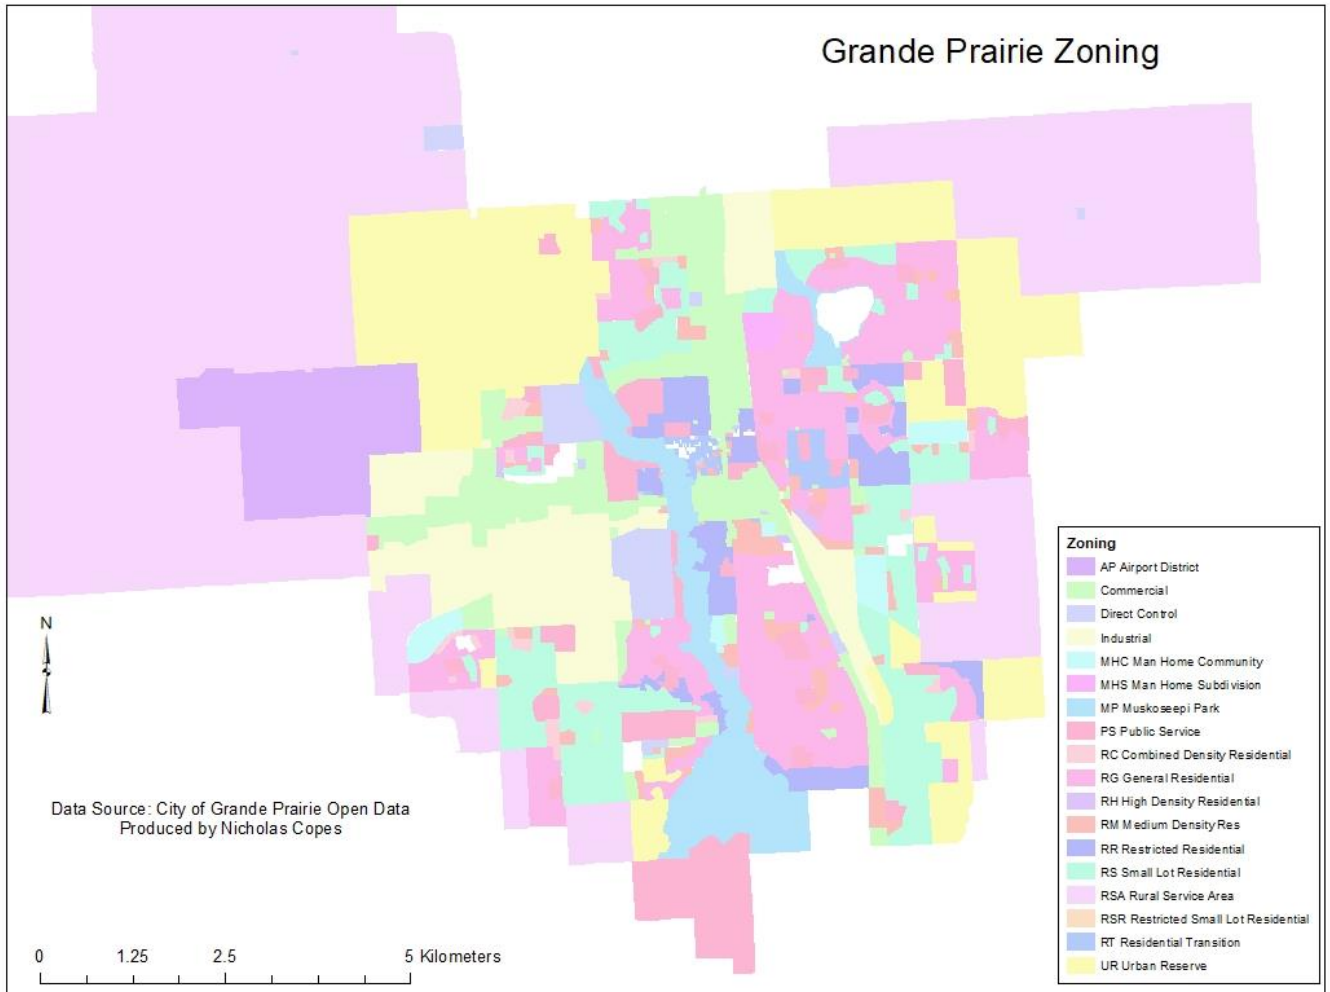 Grande Prairie Zoning
Zoning
AP Airport District
Commercial
Direct Control
Industrial
MHC Man Home Community
MHS Man Home Subdivision
MP Muskoseepi Park
PS Public Service
RC Combined Density Residential
RG General Residential
RH High Density Residential
RM Medium Density Res
RR Restricted Residential
RS Small Lot Residential
RSA Rural Service Area
RSR Restricted Small Lot Residential
RT Residential Transition
UR Urban Reserve
N
Data Source: City of Grande Prairie Open Data
Produced by Nicholas Copes
0 1.25 2.5 5 Kilometers